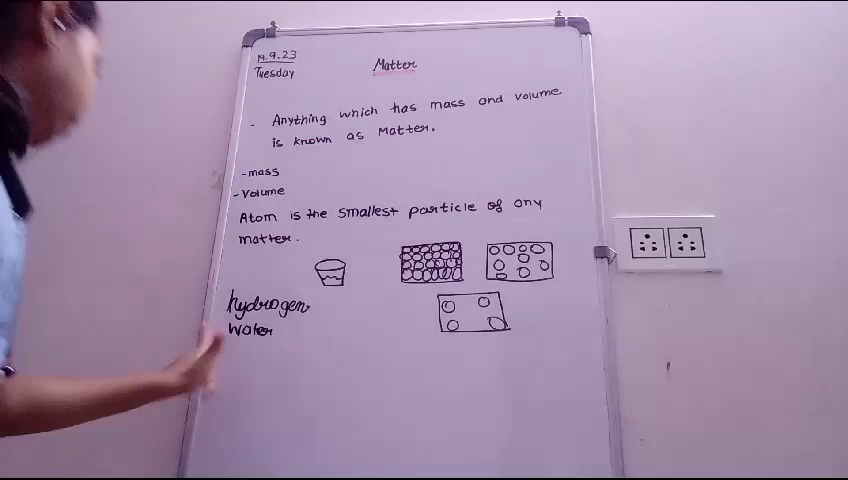 19.9.23
Tuesday
Matter
- Anything which has mass and volume
is known as Matter.
- mass
- Volume
Atom is the smallest particle of any
matter.
hydrogen
water